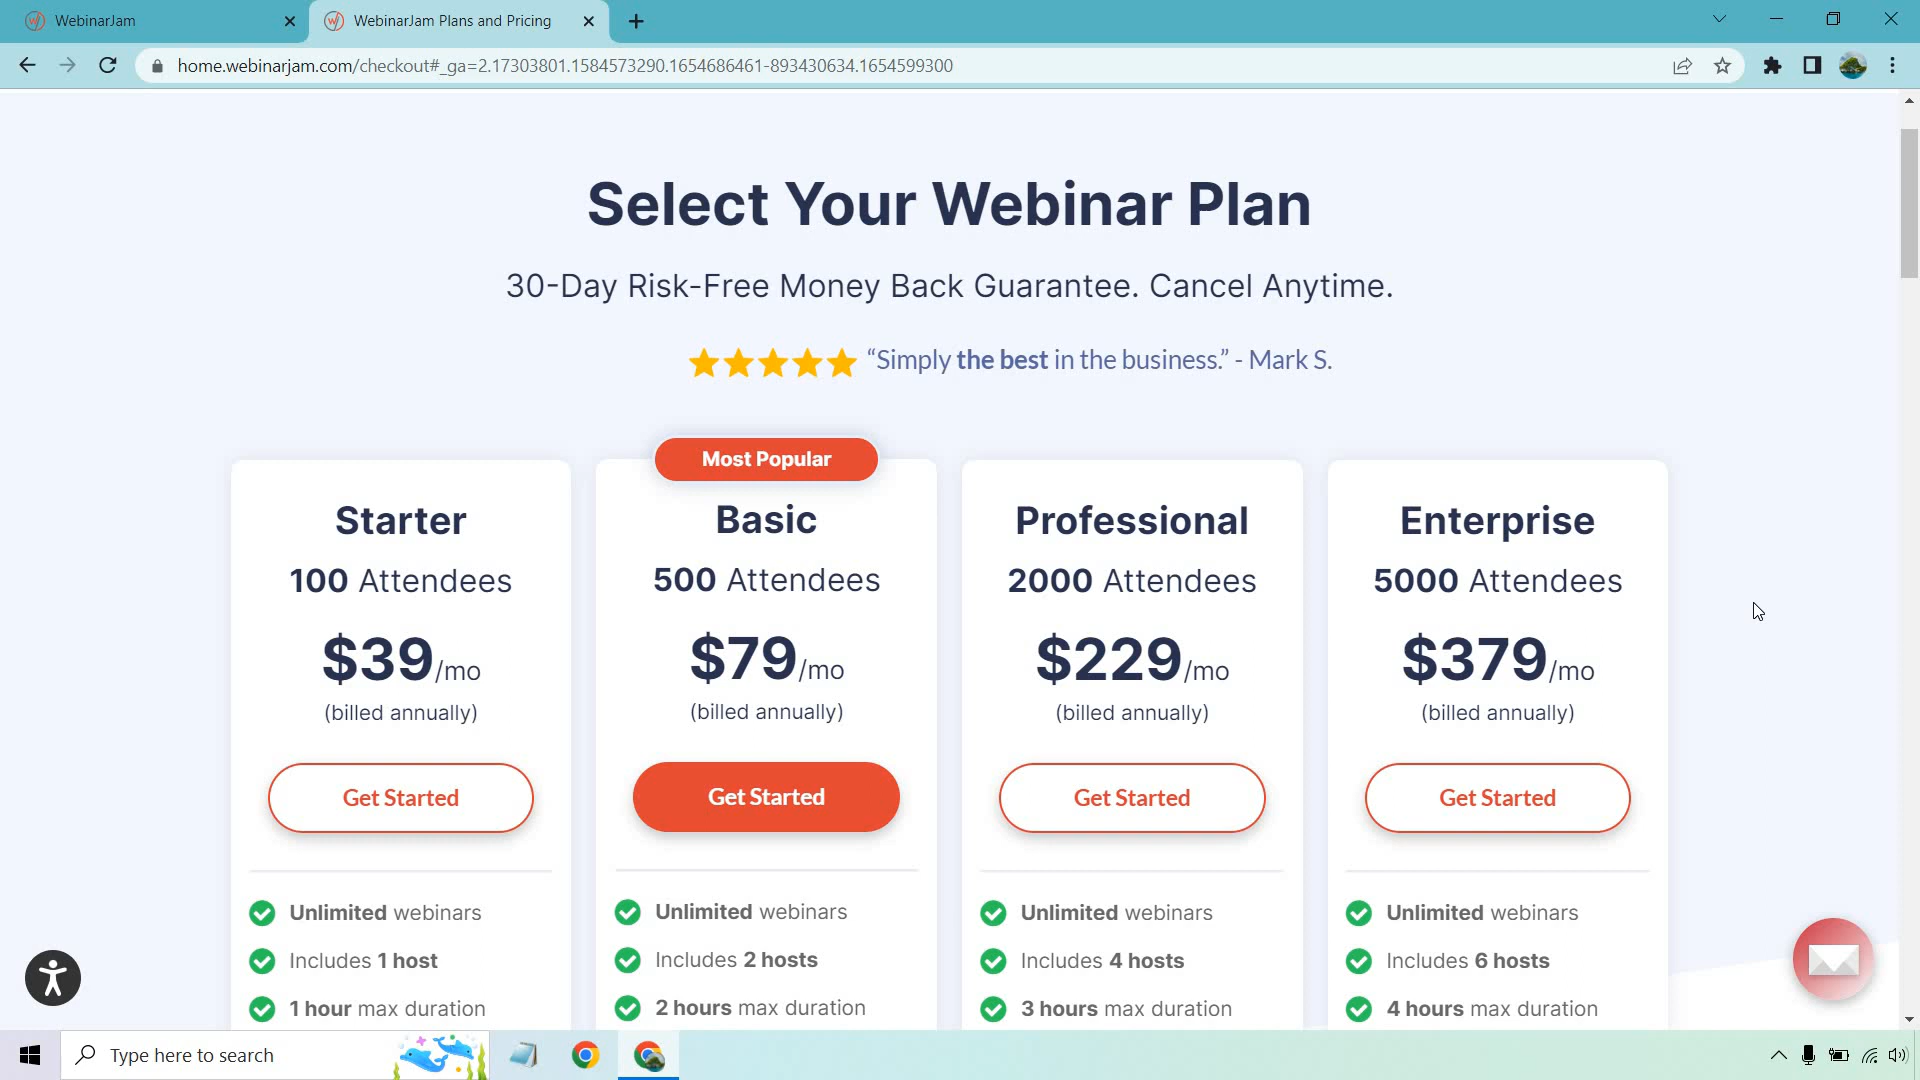 WebinarJam
WebinarJam Plans and Pricing
home.webinarjam.com/checkout#_ga=2.17303801.1584573290.1654686461-893430634.1654599300
Select Your Webinar Plan
30-Day Risk-Free Money Back Guarantee. Cancel Anytime.
“Simply the best in the business.” - Mark S.
Starter
100 Attendees
$39/mo
(billed annually)
Get Started
Unlimited webinars
Includes 1 host
1 hour max duration
Most Popular
Basic
500 Attendees
$79/mo
(billed annually)
Get Started
Unlimited webinars
Includes 2 hosts
2 hours max duration
Professional
2000 Attendees
$229/mo
(billed annually)
Get Started
Unlimited webinars
Includes 4 hosts
3 hours max duration
Enterprise
5000 Attendees
$379/mo
(billed annually)
Get Started
Unlimited webinars
Includes 6 hosts
4 hours max duration
Type here to search